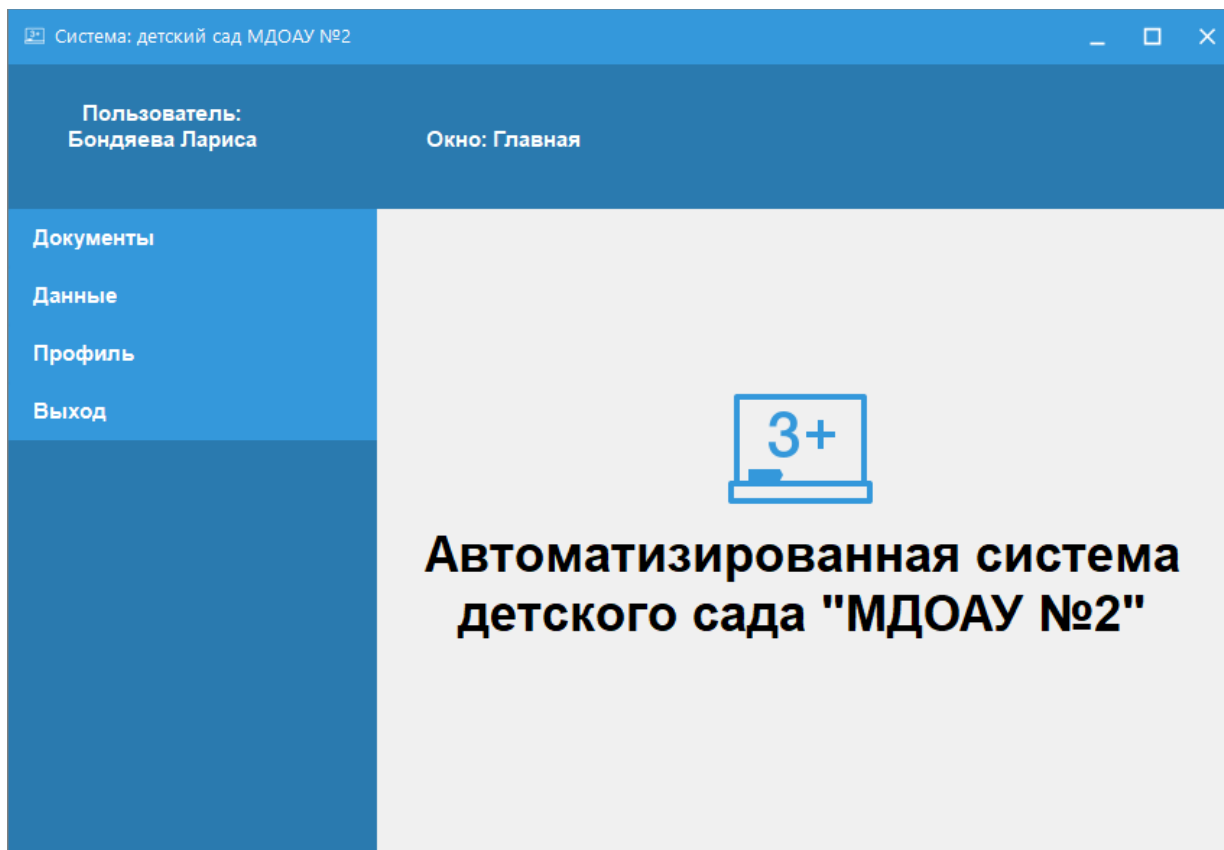 Система: детский сад МДОАУ №2
Пользователь:
Бондяева Лариса
Окно: Главная
Документы
Данные
Профиль
Выход
3+
Автоматизированная система
детского сада "МДОАУ №2"